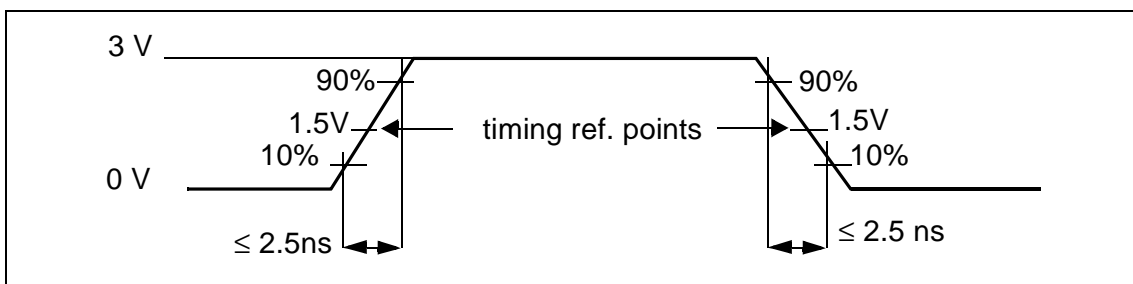 3 V
90% 90%
1.5V timing ref. points 1.5V
10% 10%
0 V
≤ 2.5ns ≤ 2.5 ns